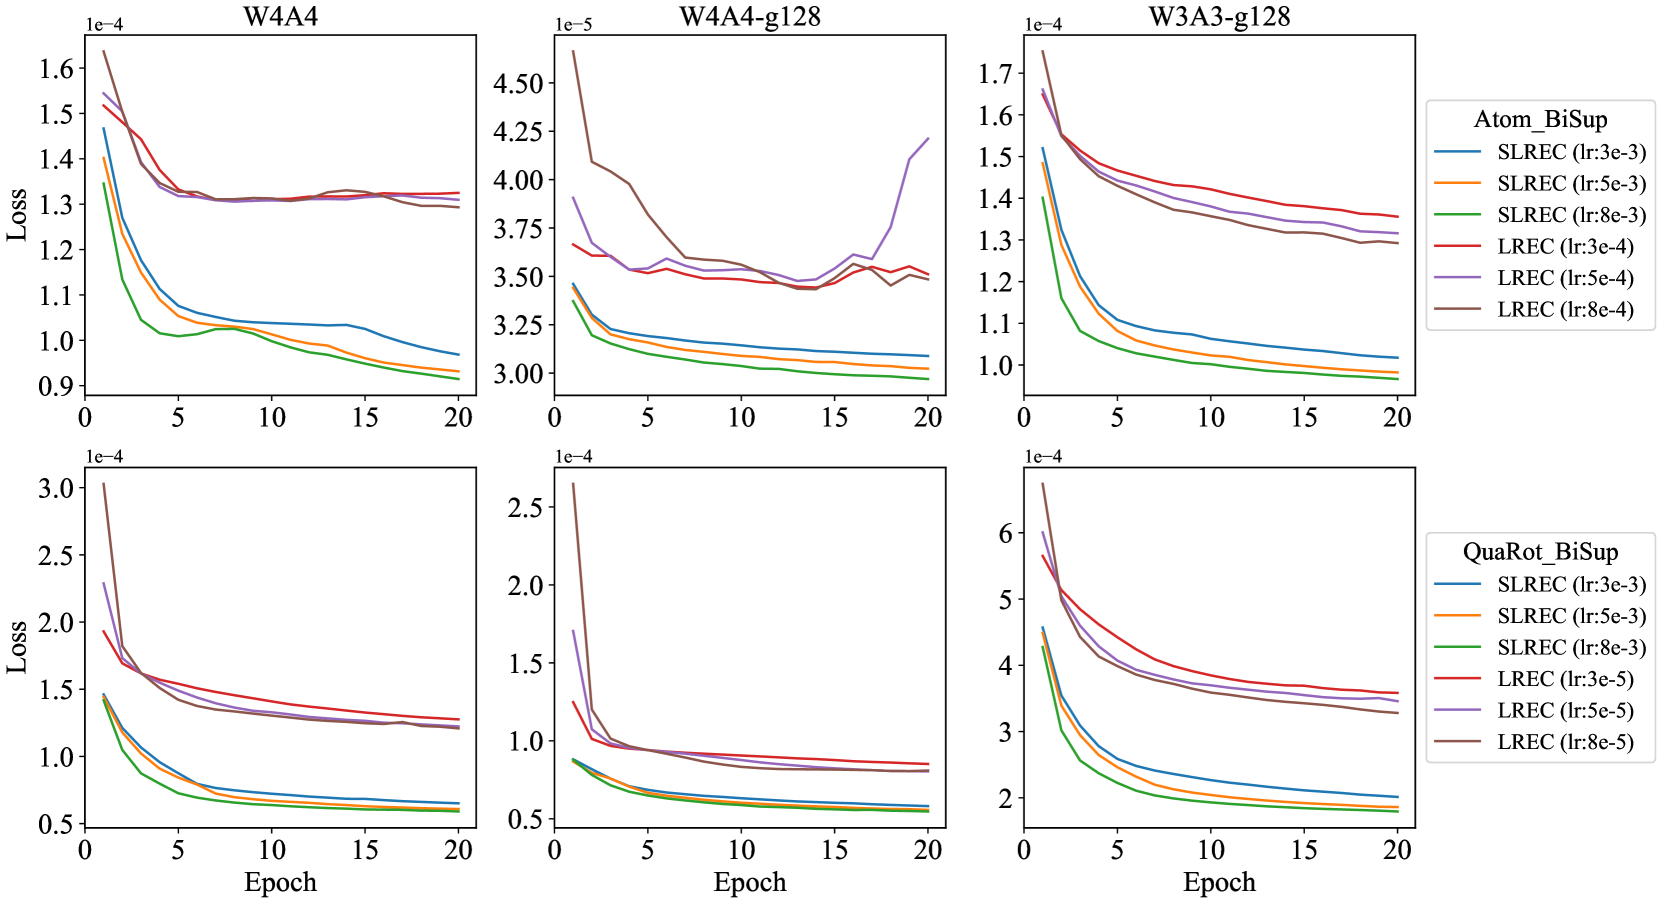 W4A4
W4A4-g128
W3A3-g128
1e−4
1e−5
1e−4
Loss
1.6
1.5
1.4
1.3
1.2
1.1
1.0
0.9
0 5 10 15 20
4.50
4.25
4.00
3.75
3.50
3.25
3.00
0 5 10 15 20
1.7
1.6
1.5
1.4
1.3
1.2
1.1
1.0
0 5 10 15 20
Atom_BiSup
SLREC (lr:3e-3)
SLREC (lr:5e-3)
SLREC (lr:8e-3)
LREC (lr:3e-4)
LREC (lr:5e-4)
LREC (lr:8e-4)
1e−4
1e−4
1e−4
Loss
3.0
2.5
2.0
1.5
1.0
0.5
0 5 10 15 20
Epoch
2.5
2.0
1.5
1.0
0.5
0 5 10 15 20
Epoch
6
5
4
3
2
0 5 10 15 20
Epoch
QuaRot_BiSup
SLREC (lr:3e-3)
SLREC (lr:5e-3)
SLREC (lr:8e-3)
LREC (lr:3e-5)
LREC (lr:5e-5)
LREC (lr:8e-5)